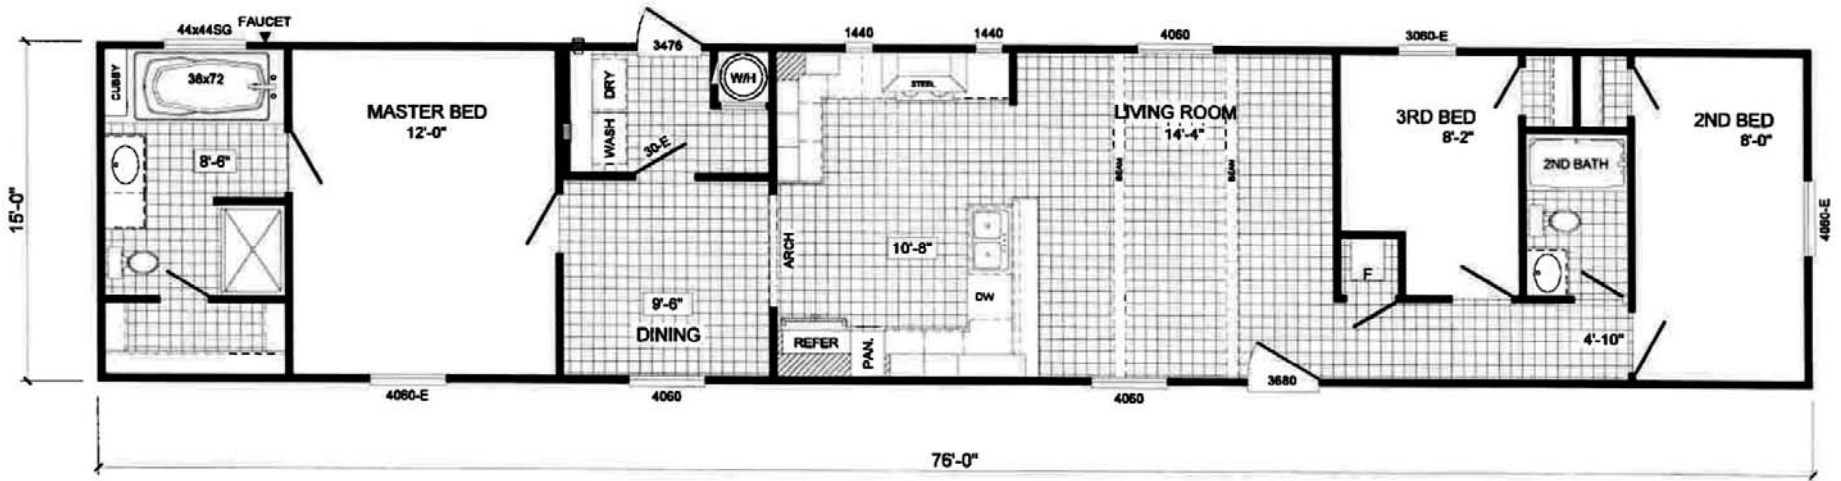 44x44SG
FAUCET
3476
1440
1440
4060
3060-E
CUBBY
36x72
DRY
W/H
STEEL
MASTER BED
12'-0"
LIVING ROOM
14'-4"
3RD BED
8'-2"
2ND BED
8'-0"
WASH
30-E
8'-6"
BEAM
BEAM
2ND BATH
15'-0"
4060-E
ARCH
10'-8"
F
9'-6"
DINING
DW
REFER
PAN.
4'-10"
3680
4060-E
4060
4060
76'-0"